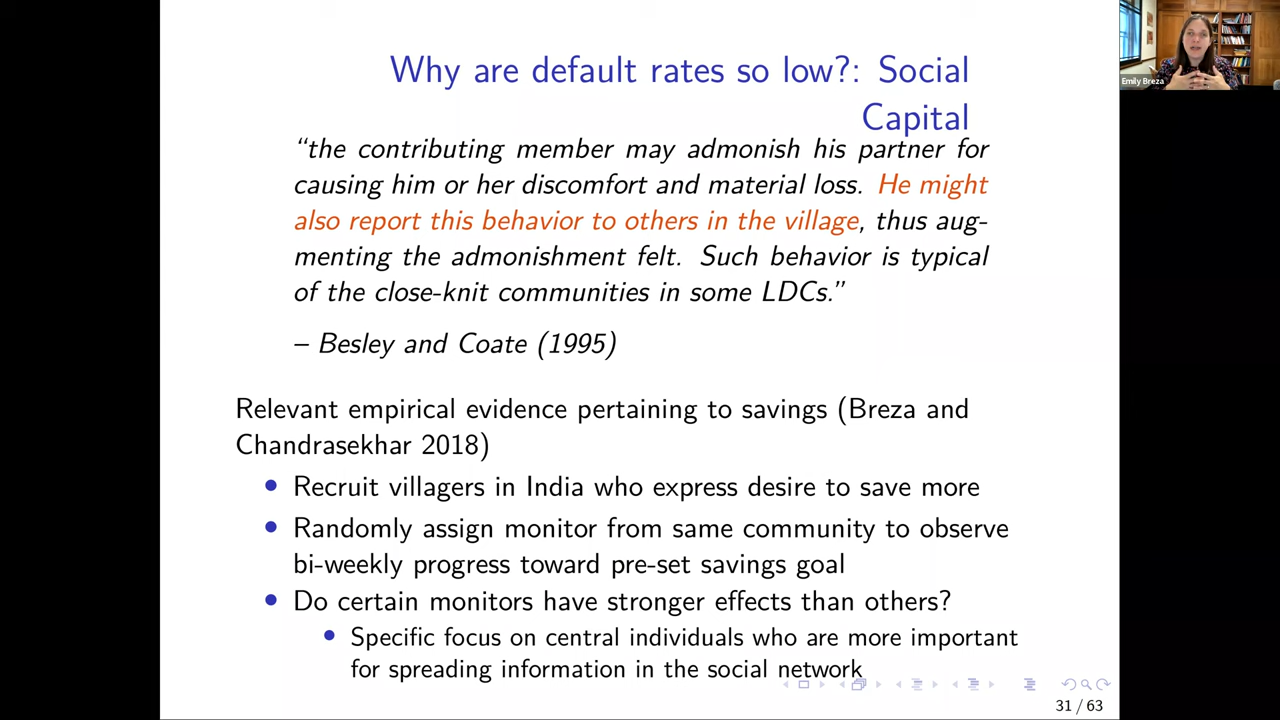 Why are default rates so low?: Social
Capital
“the contributing member may admonish his partner for
causing him or her discomfort and material loss. He might
also report this behavior to others in the village, thus aug-
menting the admonishment felt. Such behavior is typical
of the close-knit communities in some LDCs.”
– Besley and Coate (1995)
Relevant empirical evidence pertaining to savings (Breza and
Chandrasekhar 2018)
• Recruit villagers in India who express desire to save more
• Randomly assign monitor from same community to observe
bi-weekly progress toward pre-set savings goal
• Do certain monitors have stronger effects than others?
• Specific focus on central individuals who are more important
for spreading information in the social network
31 / 63
Emily Breza